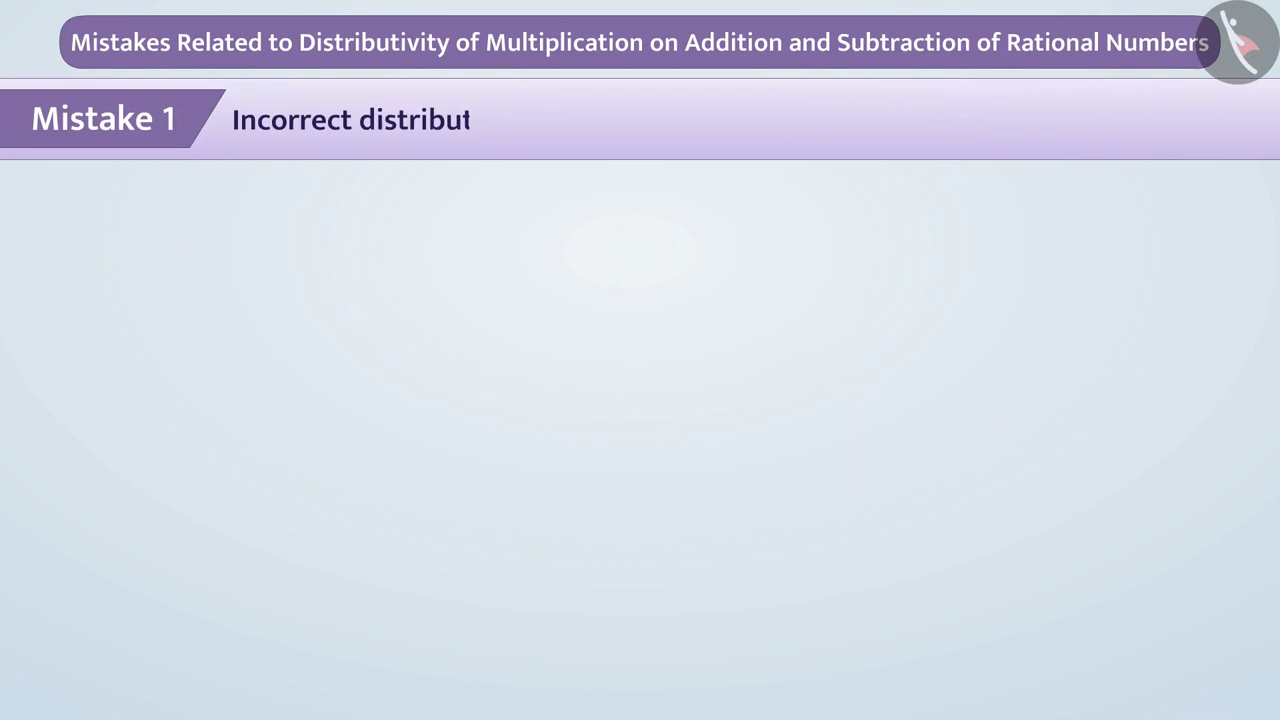 Mistakes Related to Distributivity of Multiplication on Addition and Subtraction of Rational Numbers
Mistake 1
Incorrect distribut